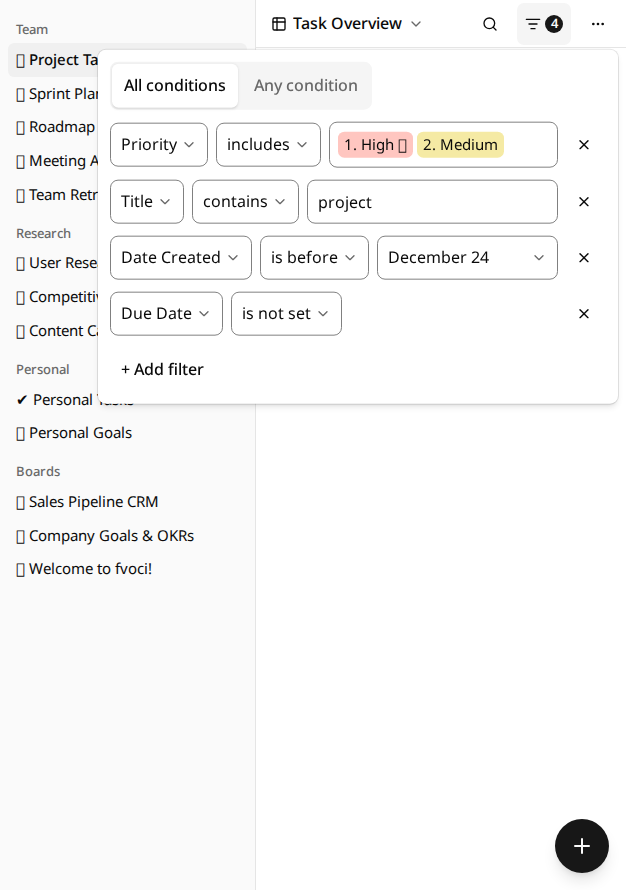 Team
Project Ta
Sprint Plan
Roadmap
Meeting A
Team Retr
Research
User Rese
Competitiv
Content Ca
Personal
✔ Personal Tasks
Personal Goals
Boards
Sales Pipeline CRM
Company Goals & OKRs
Welcome to fvoci!
Task Overview
4
All conditions Any condition
Priority includes 1. High 2. Medium
Title contains project
Date Created is before December 24
Due Date is not set
+ Add filter